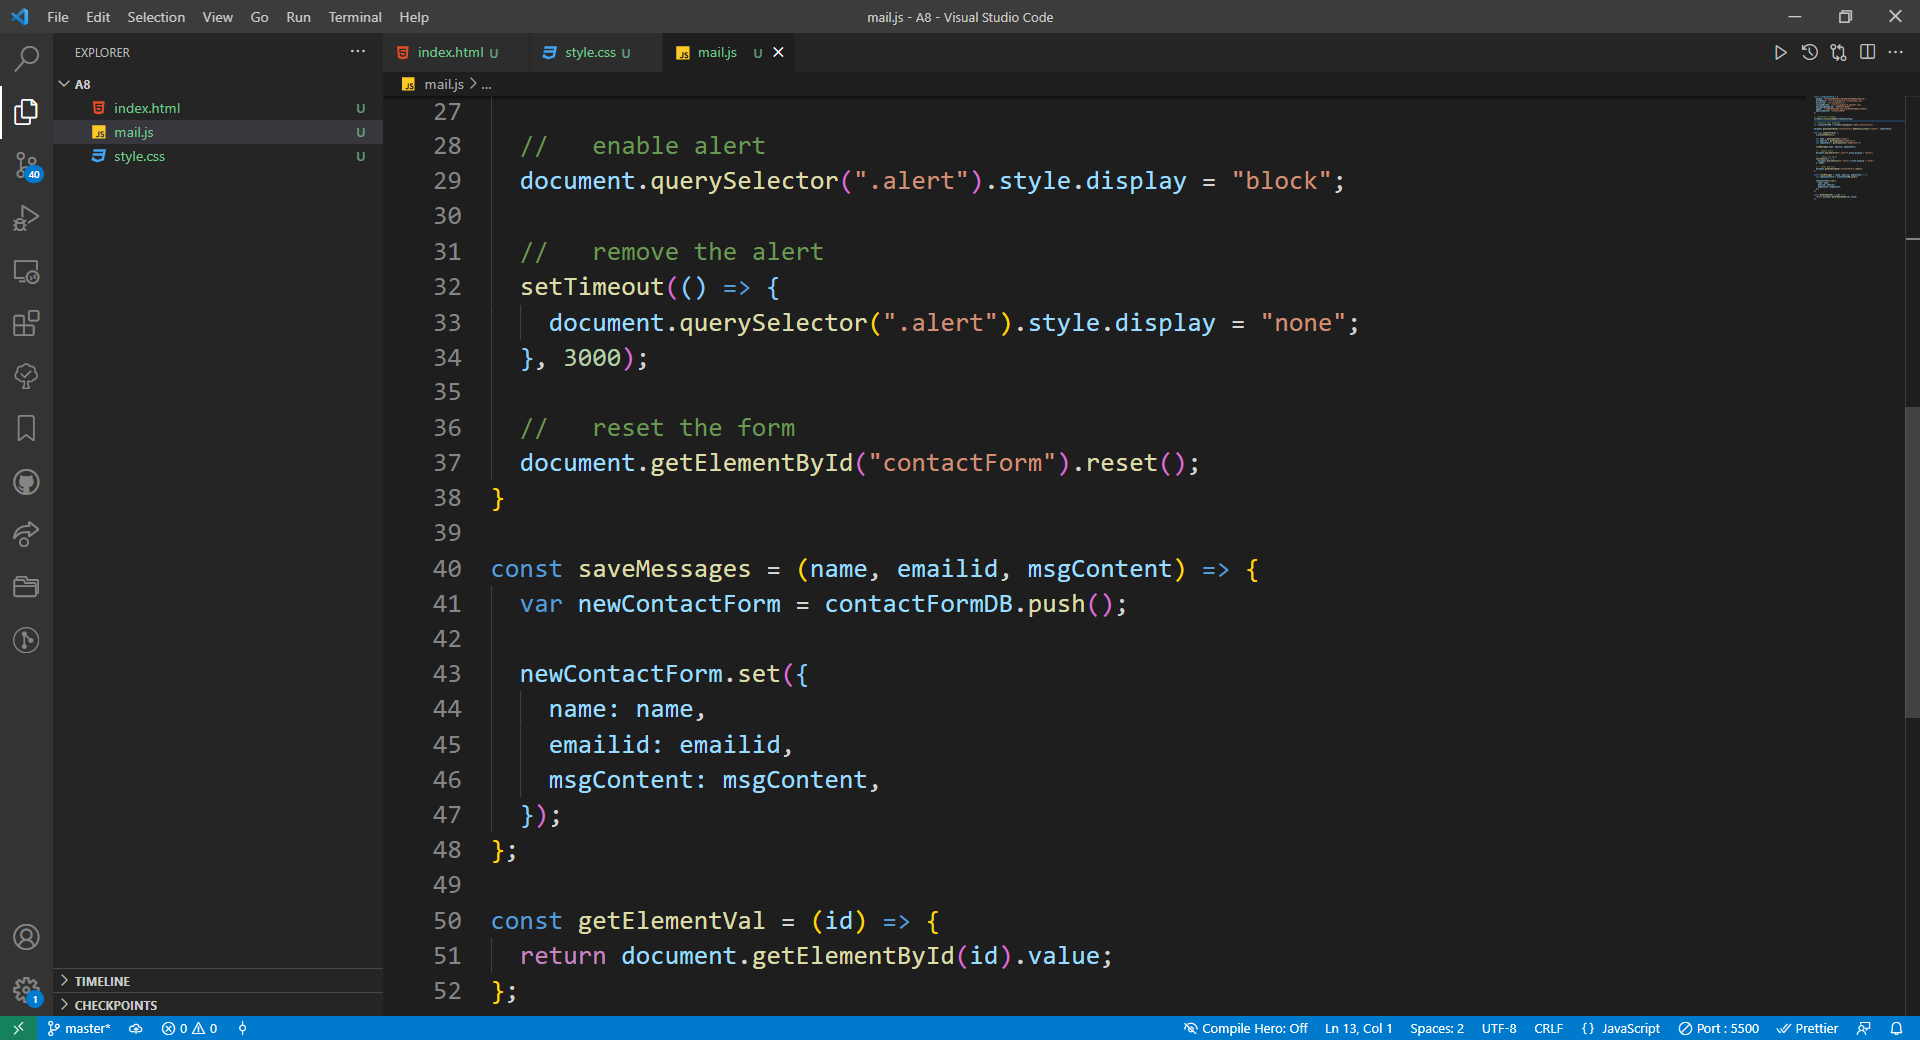 File Edit Selection View Go Run Terminal Help
mail.js - A8 - Visual Studio Code
EXPLORER
A8
index.html U
mail.js U
style.css U
TIMELINE
CHECKPOINTS
40
1
index.html U
style.css U
mail.js U
mail.js > ...
27
28 // enable alert
29 document.querySelector(".alert").style.display = "block";
30
31 // remove the alert
32 setTimeout(() => {
33 document.querySelector(".alert").style.display = "none";
34 }, 3000);
35
36 // reset the form
37 document.getElementById("contactForm").reset();
38 }
39
40 const saveMessages = (name, emailid, msgContent) => {
41 var newContactForm = contactFormDB.push();
42
43 newContactForm.set({
44 name: name,
45 emailid: emailid,
46 msgContent: msgContent,
47 });
48 };
49
50 const getElementVal = (id) => {
51 return document.getElementById(id).value;
52 };
master* 0 0 Compile Hero: Off Ln 13, Col 1 Spaces: 2 UTF-8 CRLF {} JavaScript Port : 5500 Prettier